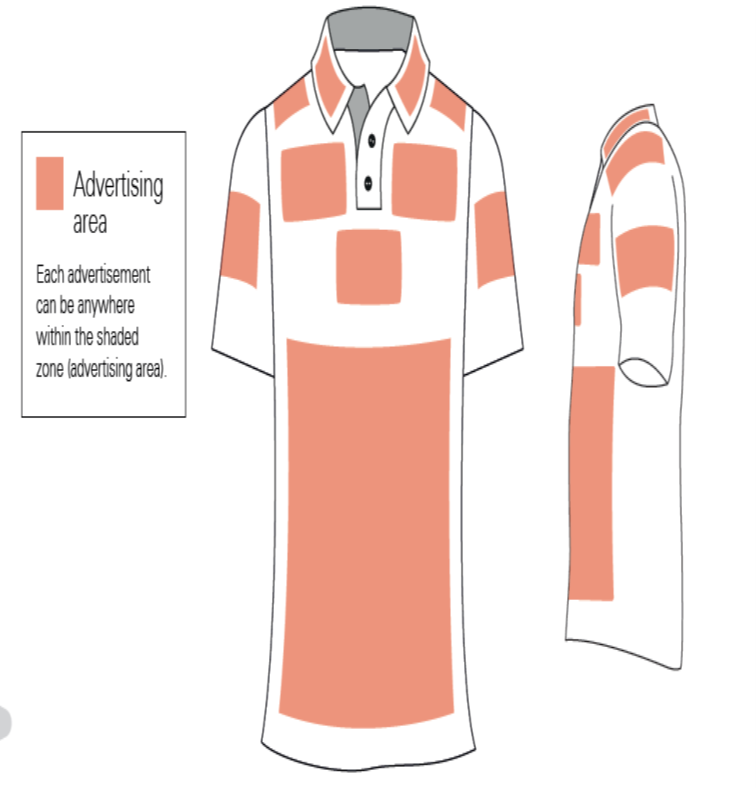 Advertising
area
Each advertisement
can be anywhere
within the shaded
zone (advertising area).